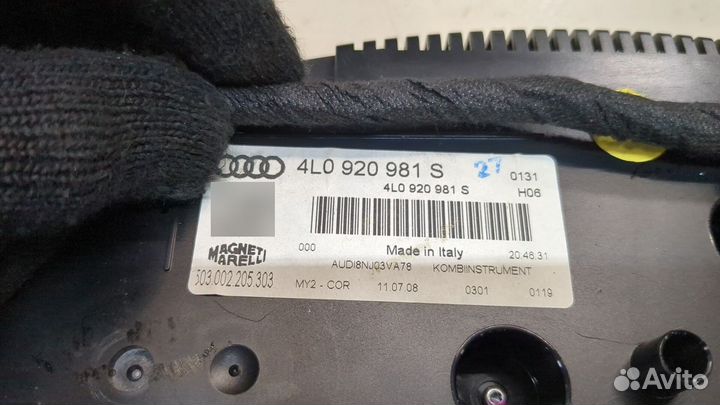 4L0 920 981 S 27 0131
4L0 920 981 S H06
MAGNETI
MARELLI
000 Made in Italy 20.46.31
AUDI8NJ03VA78 KOMBIINSTRUMENT
503.002.205.303
MY2 - COR 11.07.08 0301 0119
Avito